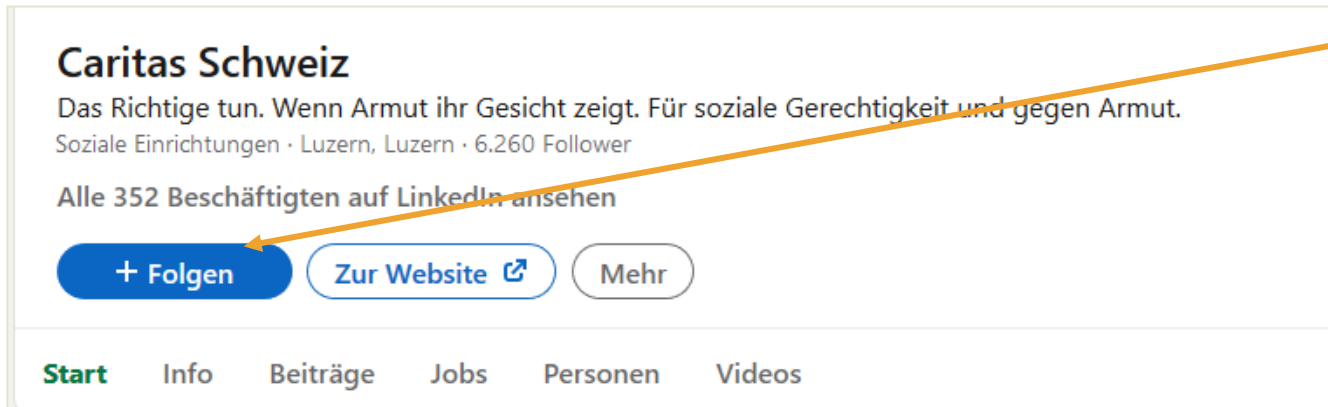 Caritas Schweiz
Das Richtige tun. Wenn Armut ihr Gesicht zeigt. Für soziale Gerechtigkeit und gegen Armut.
Soziale Einrichtungen · Luzern, Luzern · 6.260 Follower
Alle 352 Beschäftigten auf LinkedIn ansehen
+ Folgen Zur Website Mehr
Start Info Beiträge Jobs Personen Videos